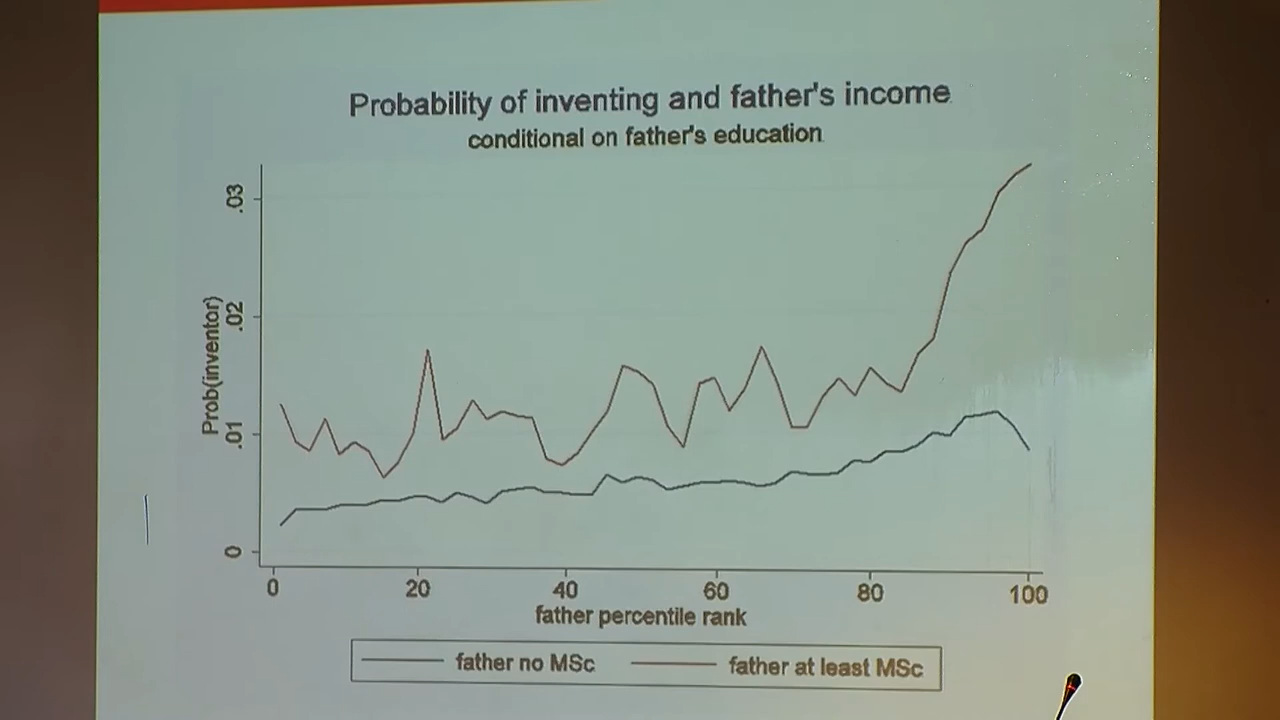 Probability of inventing and father's income
conditional on father's education
Prob(inventor)
.03
.02
.01
0
0 20 40 60 80 100
father percentile rank
father no MSc father at least MSc